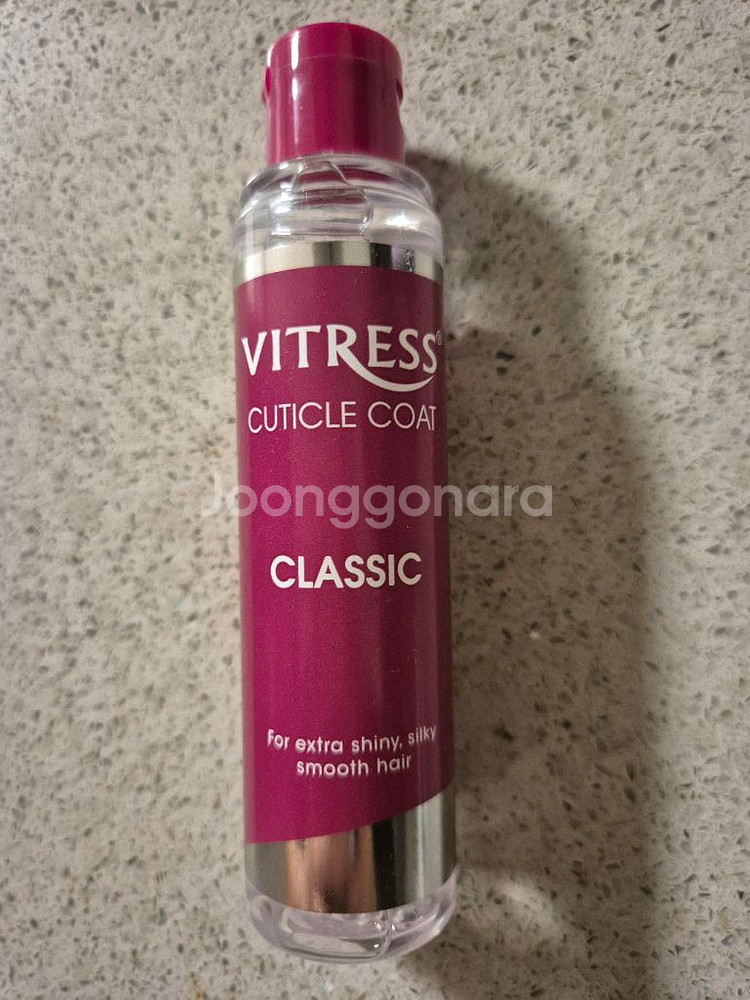 VITRESS®
CUTICLE COAT
Joonggonara
CLASSIC
For extra shiny, silky
smooth hair